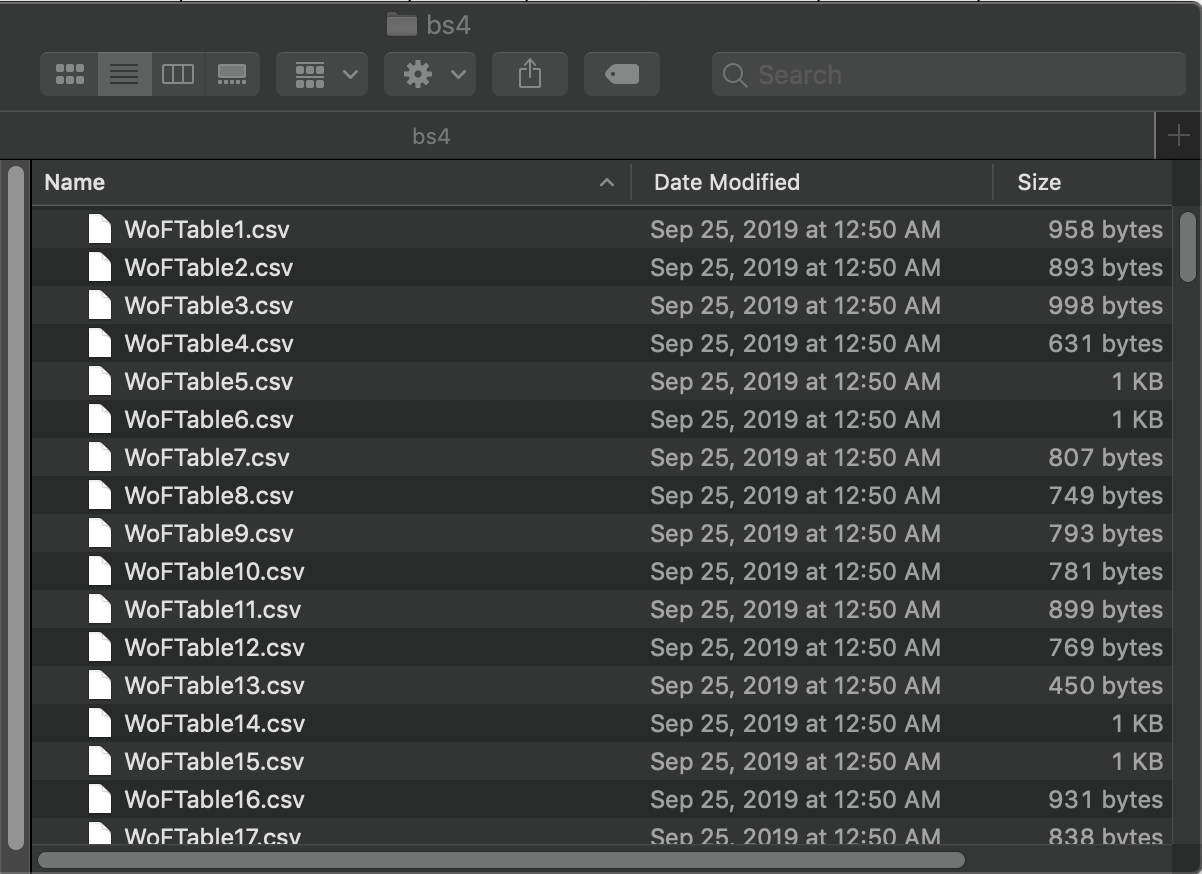 bs4
Search
bs4
Name Date Modified Size
WoFTable1.csv Sep 25, 2019 at 12:50 AM 958 bytes
WoFTable2.csv Sep 25, 2019 at 12:50 AM 893 bytes
WoFTable3.csv Sep 25, 2019 at 12:50 AM 998 bytes
WoFTable4.csv Sep 25, 2019 at 12:50 AM 631 bytes
WoFTable5.csv Sep 25, 2019 at 12:50 AM 1 KB
WoFTable6.csv Sep 25, 2019 at 12:50 AM 1 KB
WoFTable7.csv Sep 25, 2019 at 12:50 AM 807 bytes
WoFTable8.csv Sep 25, 2019 at 12:50 AM 749 bytes
WoFTable9.csv Sep 25, 2019 at 12:50 AM 793 bytes
WoFTable10.csv Sep 25, 2019 at 12:50 AM 781 bytes
WoFTable11.csv Sep 25, 2019 at 12:50 AM 899 bytes
WoFTable12.csv Sep 25, 2019 at 12:50 AM 769 bytes
WoFTable13.csv Sep 25, 2019 at 12:50 AM 450 bytes
WoFTable14.csv Sep 25, 2019 at 12:50 AM 1 KB
WoFTable15.csv Sep 25, 2019 at 12:50 AM 1 KB
WoFTable16.csv Sep 25, 2019 at 12:50 AM 931 bytes
WoFTable17.csv Sep 25, 2019 at 12:50 AM 838 bytes